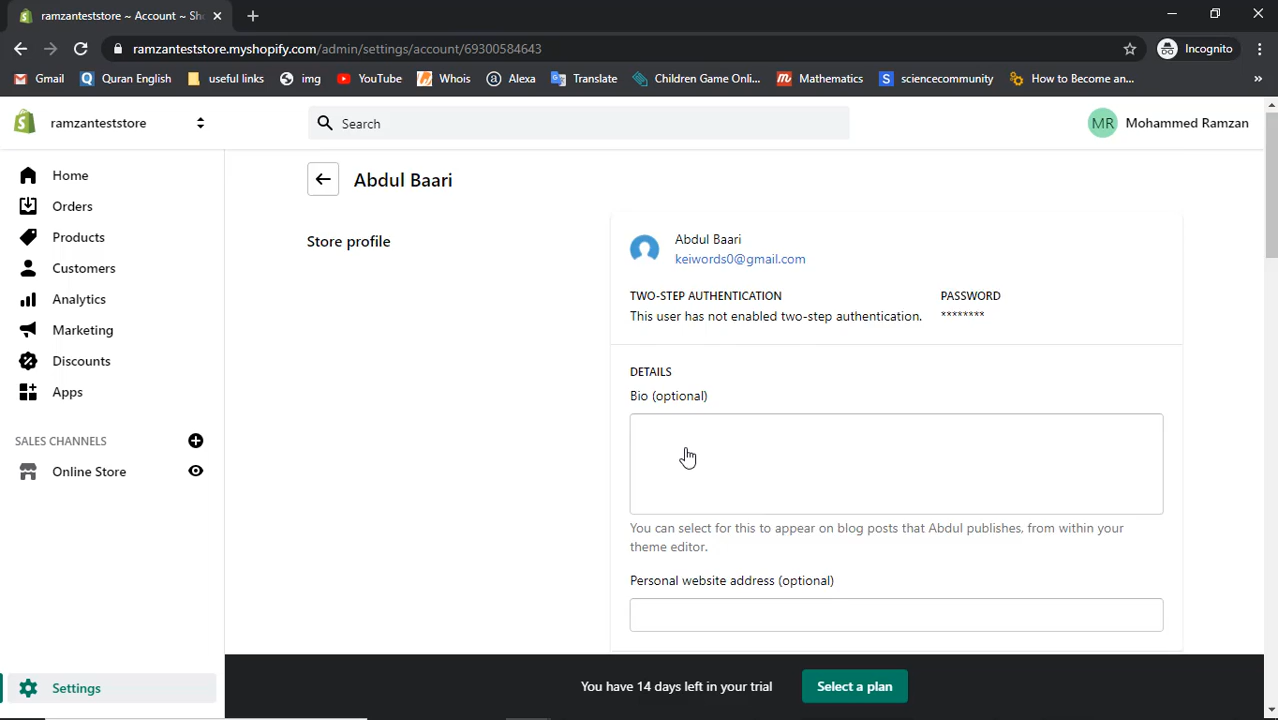 ramzanteststore ~ Account ~ Sho
ramzanteststore.myshopify.com/admin/settings/account/69300584643
Incognito
Gmail
Quran English
useful links
img
YouTube
Whois
Alexa
Translate
Children Game Onli...
Mathematics
sciencecommunity
How to Become an...
»
ramzanteststore
Search
MR
Mohammed Ramzan
Home
Orders
Products
Customers
Analytics
Marketing
Discounts
Apps
SALES CHANNELS
Online Store
Settings
Abdul Baari
Store profile
Abdul Baari
keiwords0@gmail.com
TWO-STEP AUTHENTICATION
This user has not enabled two-step authentication.
PASSWORD
********
DETAILS
Bio (optional)
You can select for this to appear on blog posts that Abdul publishes, from within your
theme editor.
Personal website address (optional)
You have 14 days left in your trial
Select a plan